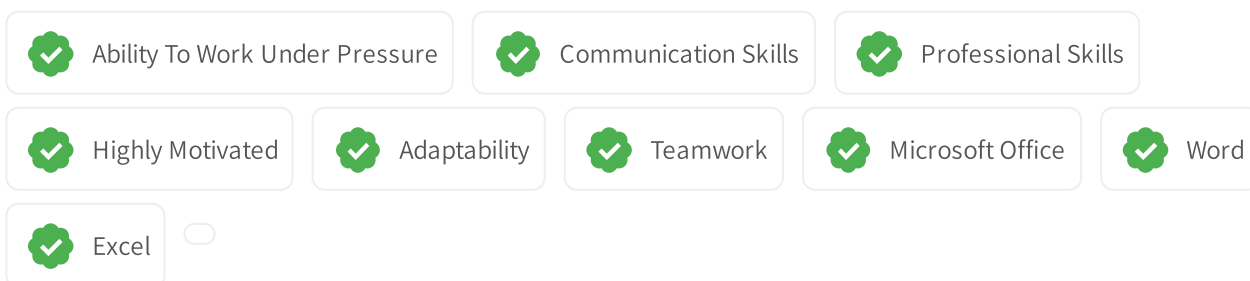 Ability To Work Under Pressure Communication Skills Professional Skills
Highly Motivated Adaptability Teamwork Microsoft Office Word
Excel